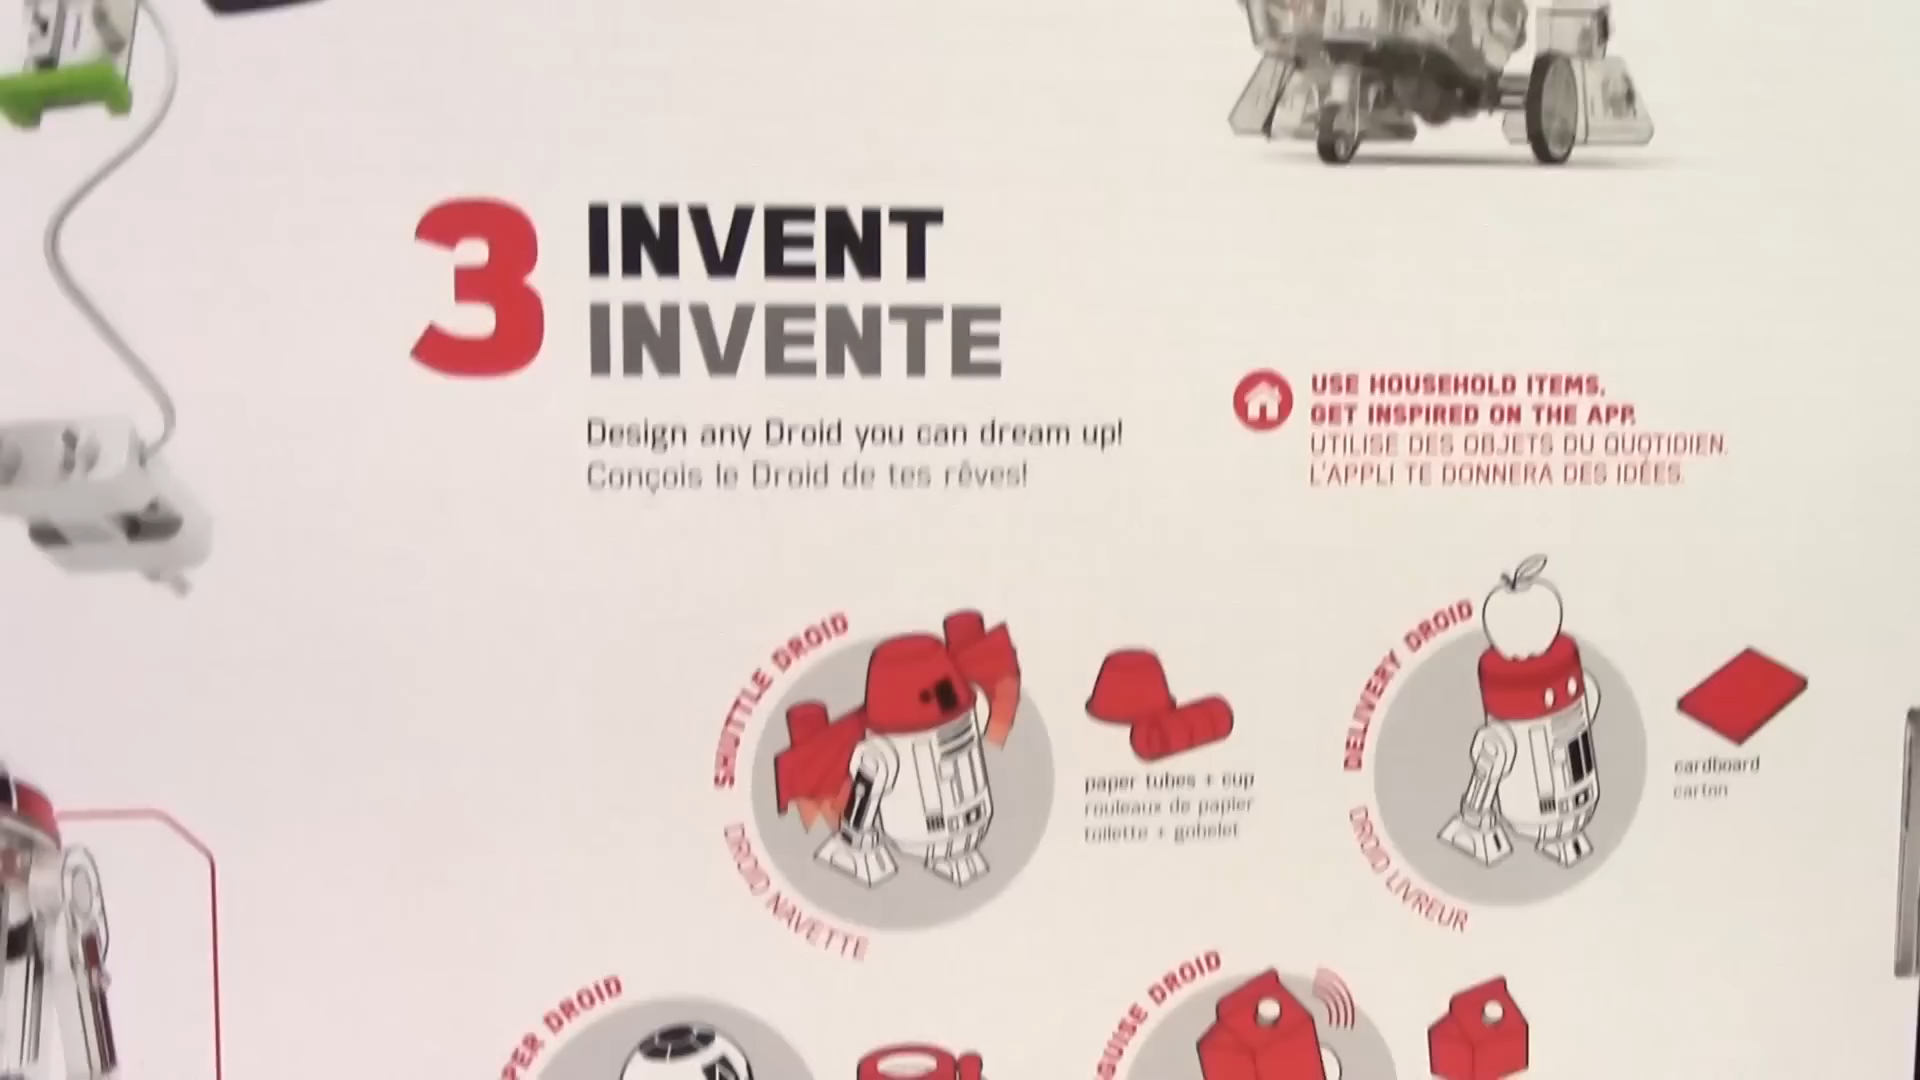 3
INVENT
INVENTE
Design any Droid you can dream up!
Conçois le Droid de tes rêves!
USE HOUSEHOLD ITEMS.
GET INSPIRED ON THE APP.
UTILISE DES OBJETS DU QUOTIDIEN.
L'APPLI TE DONNERA DES IDÉES.
SHUTTLE DROID
DROID NAVETTE
paper tubes + cup
rouleaux de papier
toilette + gobelet
DELIVERY DROID
DROID LIVREUR
cardboard
carton
PER DROID
GUISE DROID